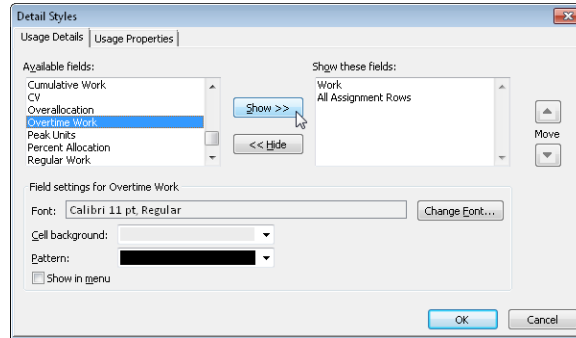 Detail Styles
Usage Details
Usage Properties
Available fields:
Show these fields:
Cumulative Work
CV
Overallocation
Overtime Work
Peak Units
Percent Allocation
Regular Work
Show >>
<< Hide
Work
All Assignment Rows
Move
Field settings for Overtime Work
Font: Calibri 11 pt, Regular
Change Font...
Cell background:
Pattern:
Show in menu
OK
Cancel